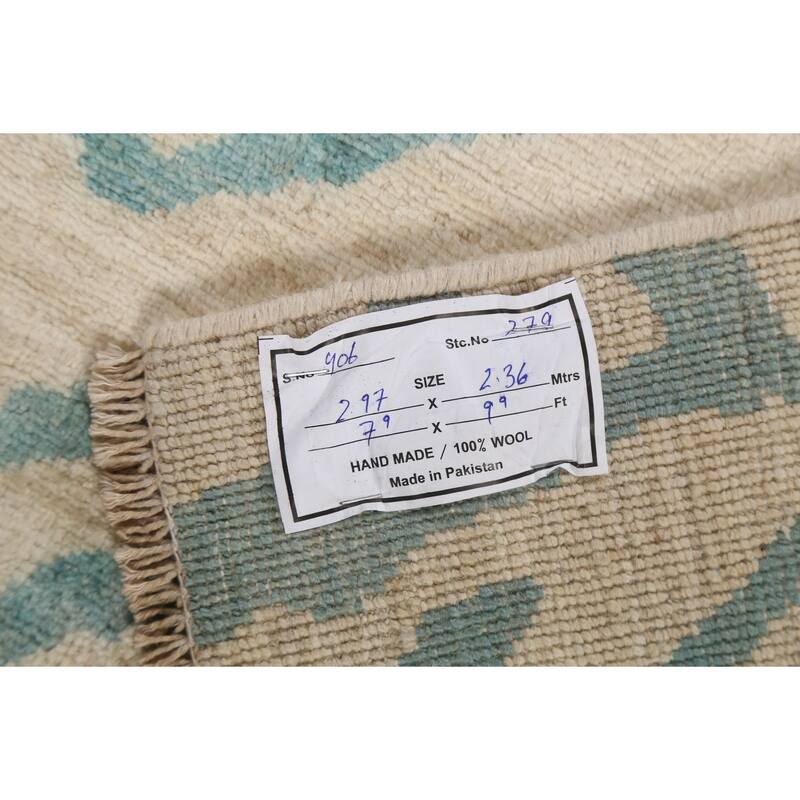 S.No 906 Stc.No 279
SIZE
2.97 X 2.36 Mtrs
7⁹ X 9⁹ Ft
HAND MADE / 100% WOOL
Made in Pakistan